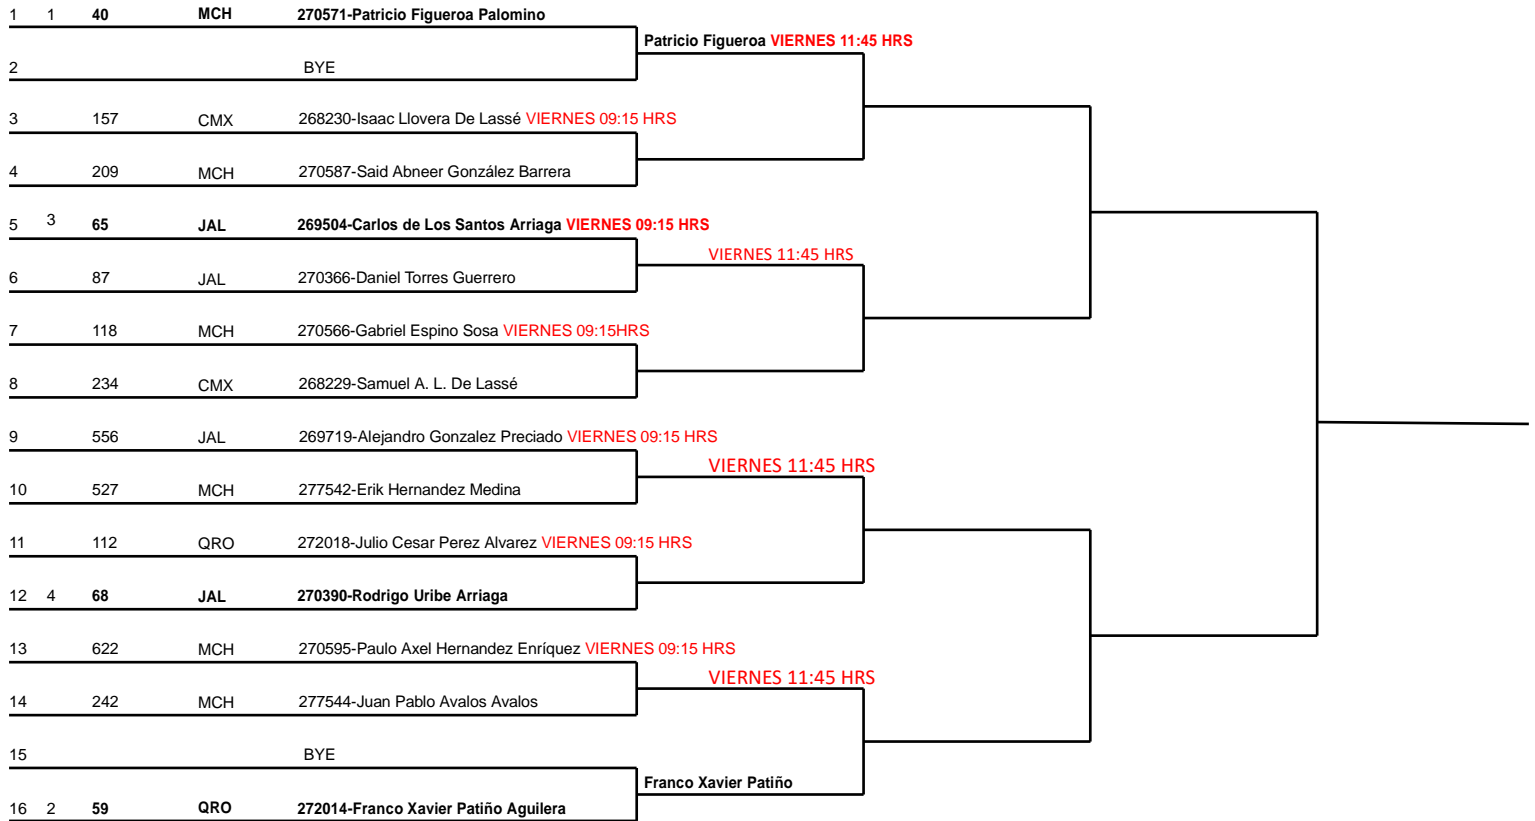 1 1 40 MCH 270571-Patricio Figueroa Palomino
Patricio Figueroa VIERNES 11:45 HRS
2 BYE
3 157 CMX 268230-Isaac Llovera De Lassé VIERNES 09:15 HRS
4 209 MCH 270587-Said Abneer González Barrera
5 3 65 JAL 269504-Carlos de Los Santos Arriaga VIERNES 09:15 HRS
VIERNES 11:45 HRS
6 87 JAL 270366-Daniel Torres Guerrero
7 118 MCH 270566-Gabriel Espino Sosa VIERNES 09:15HRS
8 234 CMX 268229-Samuel A. L. De Lassé
9 556 JAL 269719-Alejandro Gonzalez Preciado VIERNES 09:15 HRS
VIERNES 11:45 HRS
10 527 MCH 277542-Erik Hernandez Medina
11 112 QRO 272018-Julio Cesar Perez Alvarez VIERNES 09:15 HRS
12 4 68 JAL 270390-Rodrigo Uribe Arriaga
13 622 MCH 270595-Paulo Axel Hernandez Enríquez VIERNES 09:15 HRS
VIERNES 11:45 HRS
14 242 MCH 277544-Juan Pablo Avalos Avalos
15 BYE
Franco Xavier Patiño
16 2 59 QRO 272014-Franco Xavier Patiño Aguilera